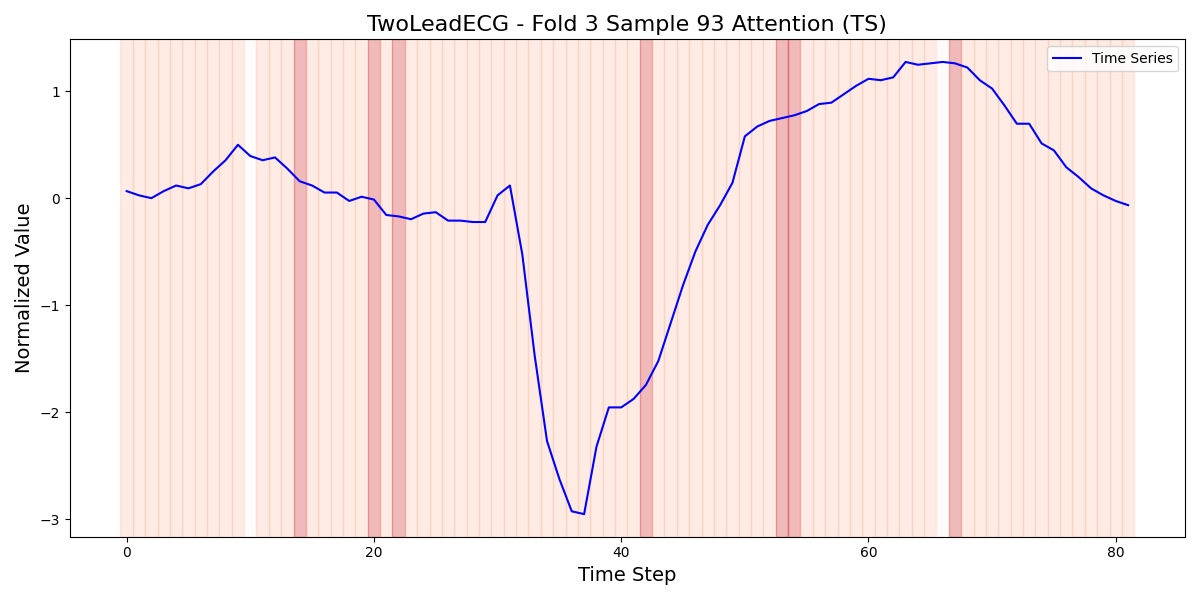 TwoLeadECG - Fold 3 Sample 93 Attention (TS)
Time Series
Normalized Value
1
0
−1
−2
−3
0 20 40 60 80
Time Step